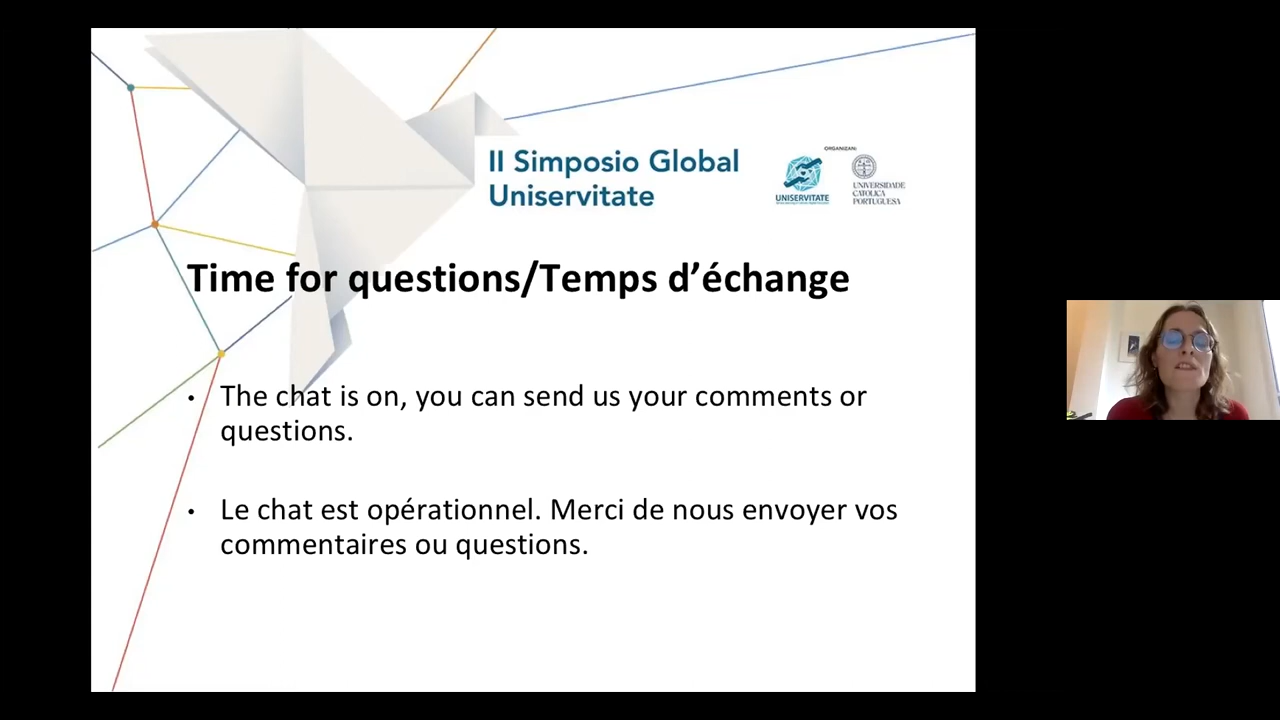 II Simposio Global
Uniservitate
ORGANIZAN:
UNISERVITATE
UNIVERSIDADE
CATÓLICA
PORTUGUESA
Time for questions/Temps d’échange
• The chat is on, you can send us your comments or
questions.
• Le chat est opérationnel. Merci de nous envoyer vos
commentaires ou questions.